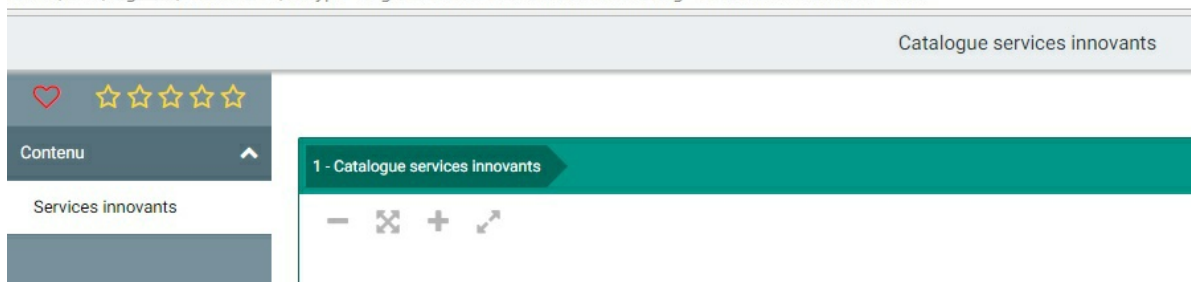 Catalogue services innovants
Contenu
1 - Catalogue services innovants
Services innovants